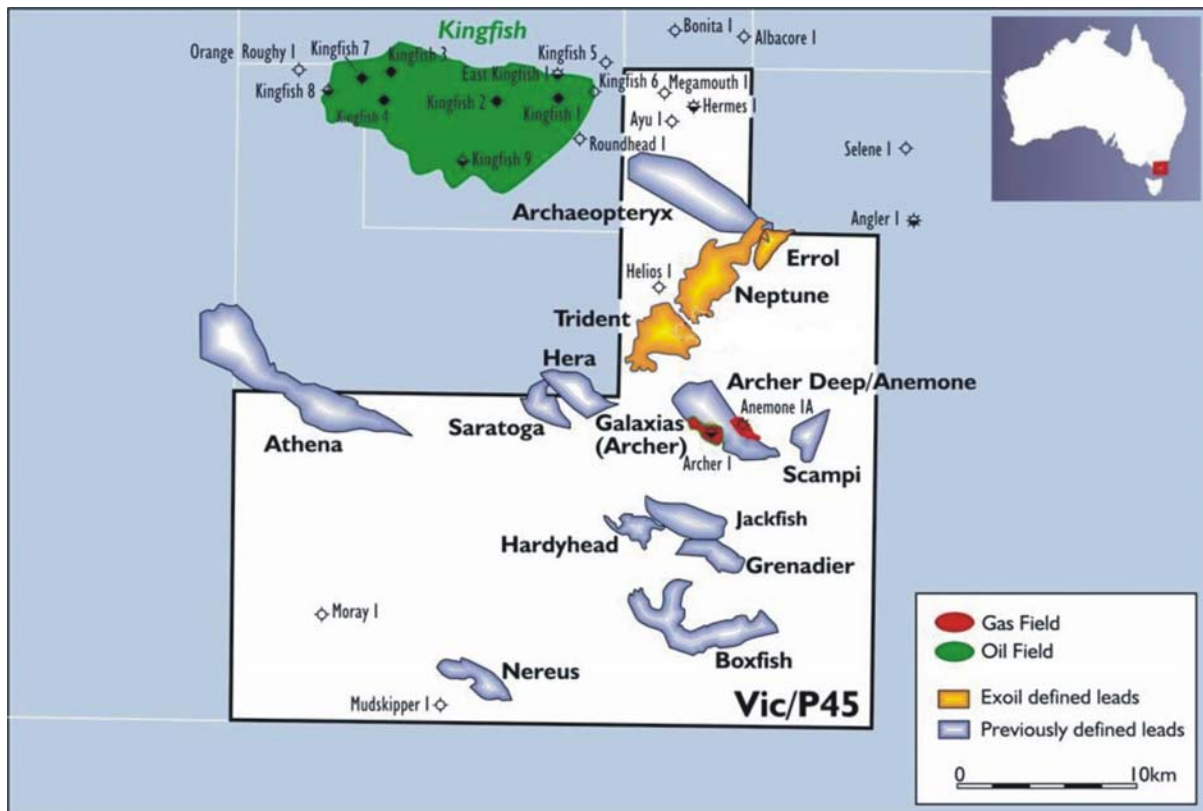 Kingfish
Bonita 1
Albacore 1
Orange Roughy 1
Kingfish 7
Kingfish 3
Kingfish 5
East Kingfish 1
Kingfish 6
Megamouth 1
Kingfish 8
Kingfish 4
Kingfish 2
Kingfish 1
Hermes 1
Ayu 1
Roundhead 1
Kingfish 9
Selene 1
Archaeopteryx
Angler 1
Errol
Helios 1
Neptune
Trident
Hera
Archer Deep/Anemone
Anemone 1A
Athena
Saratoga
Galaxias
(Archer)
Archer 1
Scampi
Jackfish
Hardyhead
Grenadier
Moray 1
Boxfish
Nereus
Mudskipper 1
Vic/P45
Gas Field
Oil Field
Exoil defined leads
Previously defined leads
0 10km